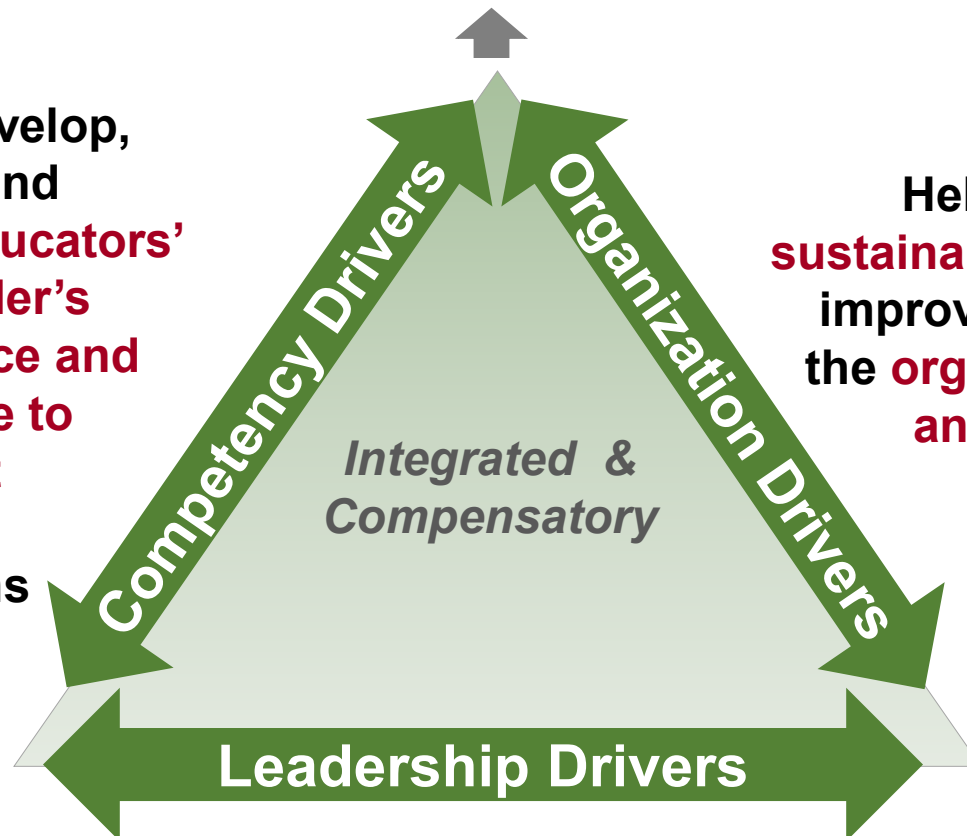 velop,
nd
ucators'
ler's
ce and
e to
ns
Competency Drivers
Integrated &
Compensatory
Organization Drivers
Hel
sustaina
improv
the org
an
Leadership Drivers